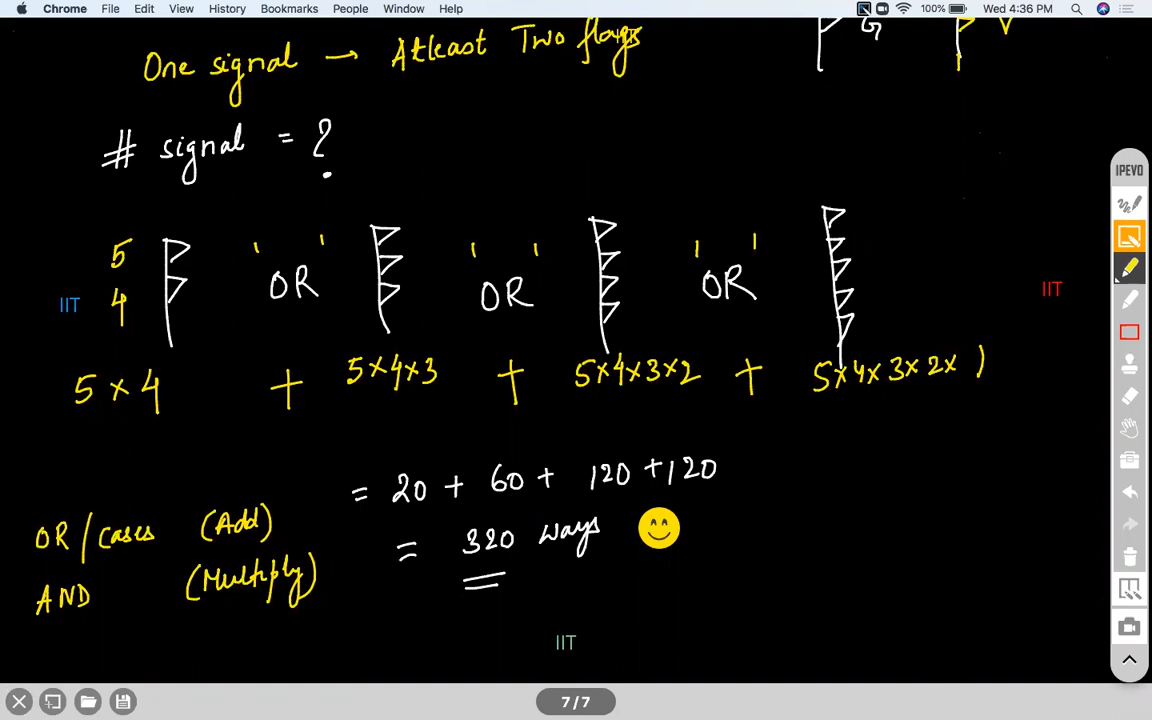 Chrome File Edit View History Bookmarks People Window Help 100% Wed 4:36 PM
G V
One signal → Atleast Two flags
# signal = ?
IPEVO
5 ' OR ' ' OR ' ' OR '
4
IIT IIT
5 × 4 + 5×4×3 + 5×4×3×2 + 5×4×3×2×1
= 20 + 60 + 120 + 120
OR / cases (Add)
= 320 ways
AND (Multiply)
IIT
7 / 7